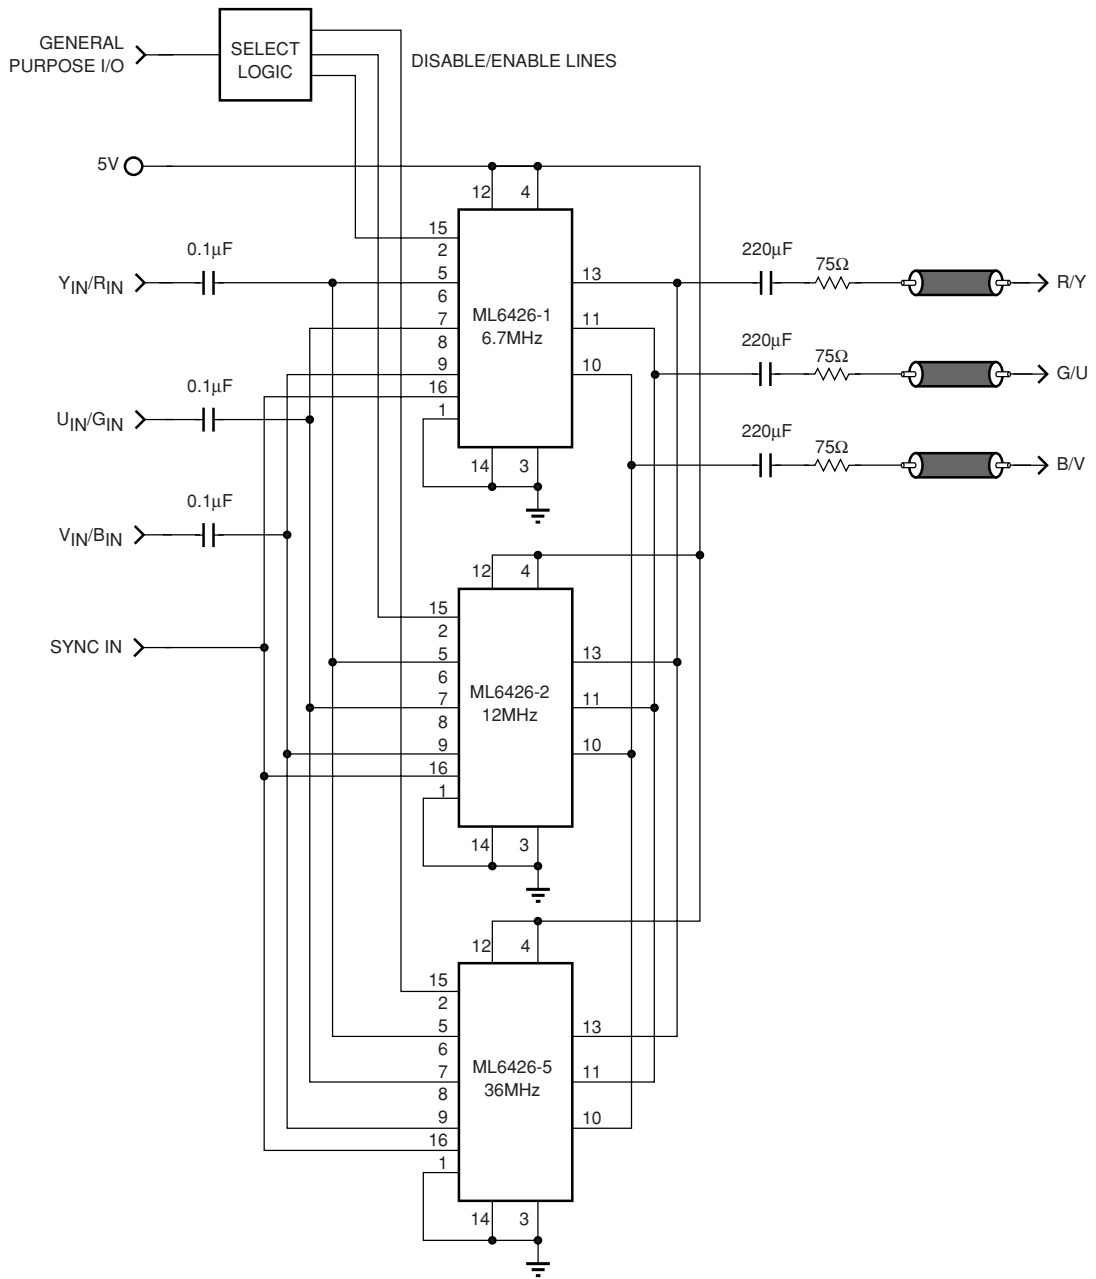 GENERAL
PURPOSE I/O
SELECT
LOGIC
DISABLE/ENABLE LINES
5V
12 4
15
2
5
6
7
8
9
16
1
ML6426-1
6.7MHz
13
11
10
14 3
0.1µF
YIN/RIN
0.1µF
UIN/GIN
0.1µF
VIN/BIN
SYNC IN
220µF
75Ω
R/Y
220µF
75Ω
G/U
220µF
75Ω
B/V
12 4
15
2
5
6
7
8
9
16
1
ML6426-2
12MHz
13
11
10
14 3
12 4
15
2
5
6
7
8
9
16
1
ML6426-5
36MHz
13
11
10
14 3